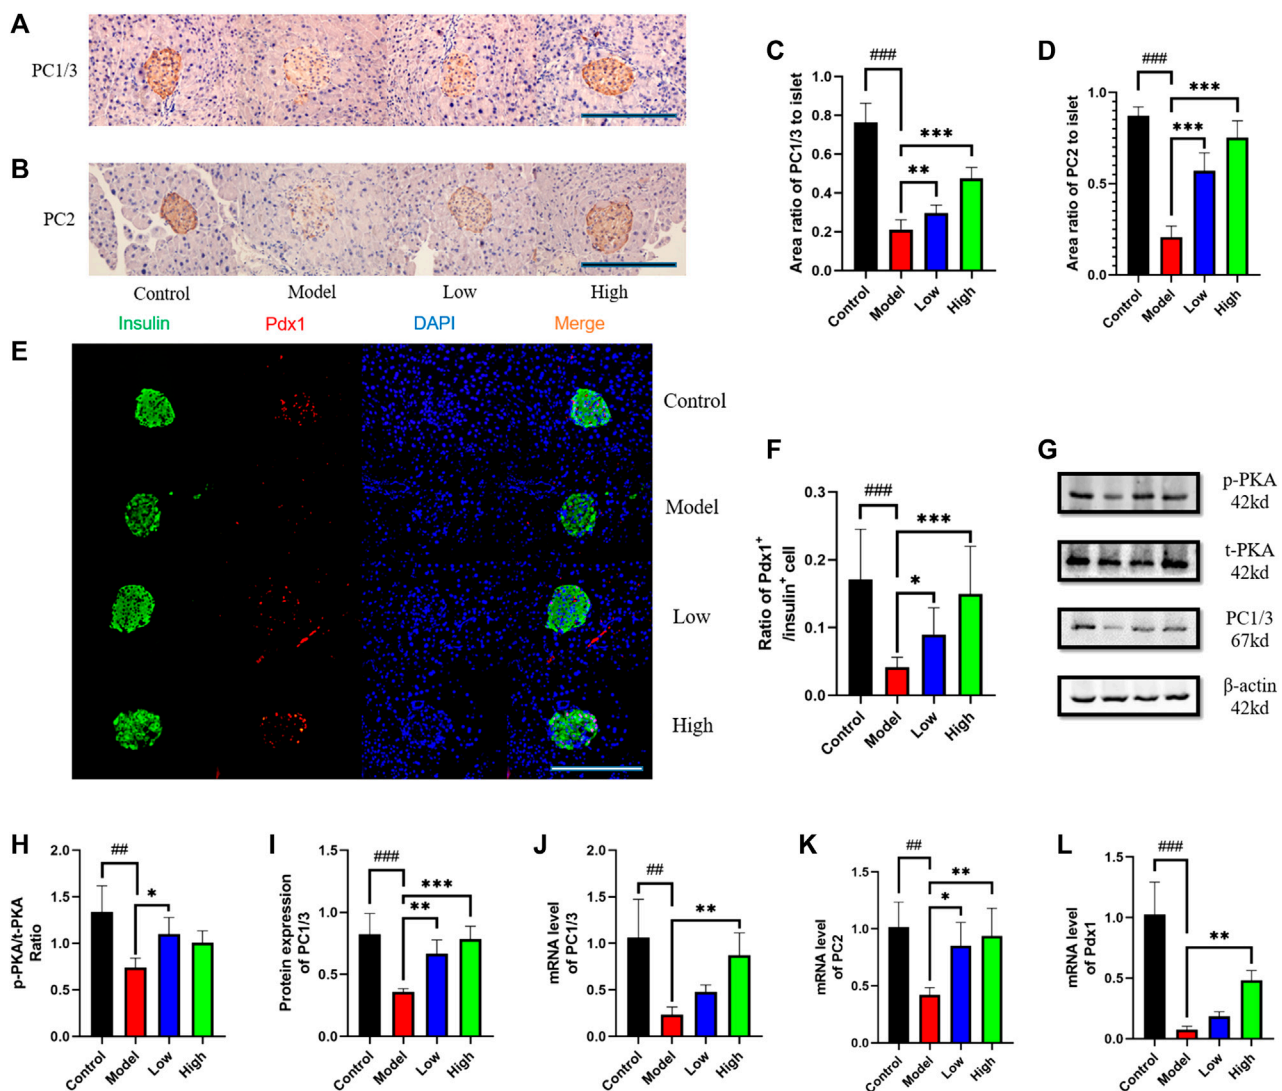 A
PC1/3
B
PC2
Control Model Low High
Insulin Pdx1 DAPI Merge
C
Area ratio of PC1/3 to islet
1.0
0.8
0.6
0.4
0.2
0.0
###
**
***
Control Model Low High
D
Area ratio of PC2 to islet
1.0
0.5
0.0
###
***
***
Control Model Low High
E
Control
Model
Low
High
F
Ratio of Pdx1+
/insulin+ cell
0.3
0.2
0.1
0.0
###
***
*
Control Model Low High
G
p-PKA
42kd
t-PKA
42kd
PC1/3
67kd
β-actin
42kd
H
p-PKA/t-PKA
Ratio
2.0
1.5
1.0
0.5
0.0
##
*
Control Model Low High
I
Protein expression
of PC1/3
1.5
1.0
0.5
0.0
###
***
**
Control Model Low High
J
mRNA level
of PC1/3
2.0
1.5
1.0
0.5
0.0
##
**
Control Model Low High
K
mRNA level
of PC2
1.5
1.0
0.5
0.0
##
**
*
Control Model Low High
L
mRNA level
of Pdx1
1.5
1.0
0.5
0.0
###
**
Control Model Low High